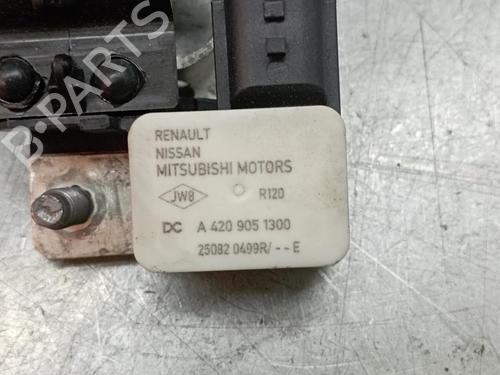 B-PARTS
RENAULT
NISSAN
MITSUBISHI MOTORS
JW8 R120
DC A 420 905 1300
25082 0499R/--E